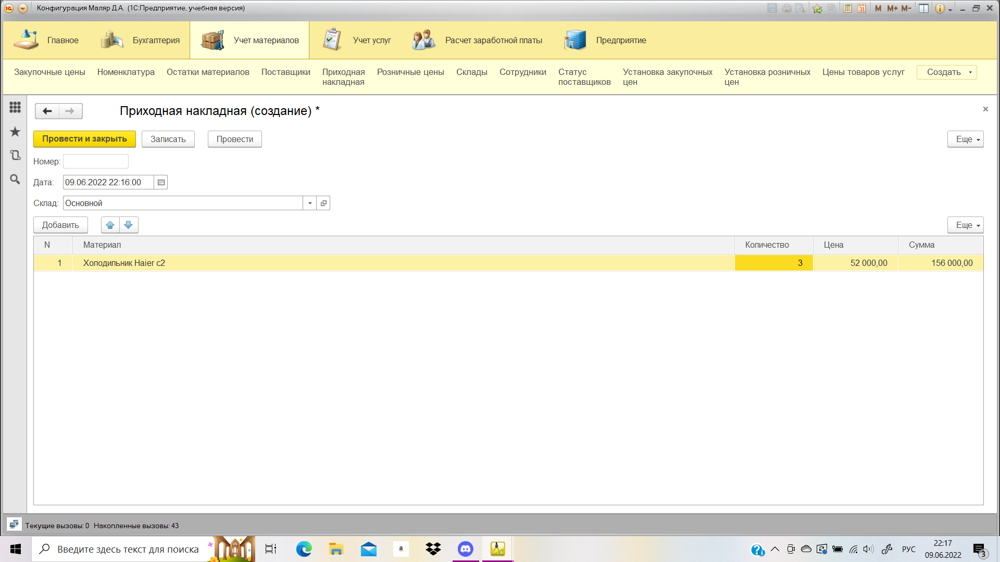 Конфигурация Маляр Д.А. (1С:Предприятие, учебная версия)
M M+ M-
Главное Бухгалтерия Учет материалов Учет услуг Расчет заработной платы Предприятие
Закупочные цены Номенклатура Остатки материалов Поставщики Приходная накладная Розничные цены Склады Сотрудники Статус поставщиков Установка закупочных цен Установка розничных цен Цены товаров услуг Создать
Приходная накладная (создание) *
Провести и закрыть Записать Провести Еще
Номер:
Дата: 09.06.2022 22:16:00
Склад: Основной
Добавить Еще
N Материал Количество Цена Сумма
1 Холодильник Haier c2 3 52 000,00 156 000,00
Текущие вызовы: 0 Накопленные вызовы: 43
Введите здесь текст для поиска
a
РУС
22:17
09.06.2022
3